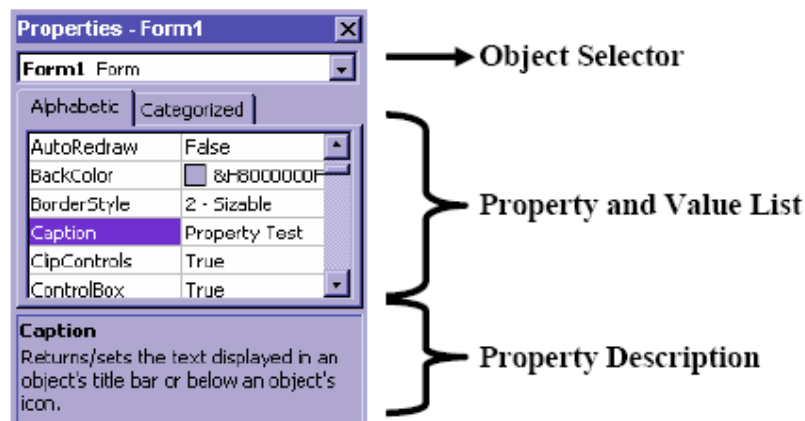 Properties - Form1
Form1 Form
Object Selector
Alphabetic Categorized
AutoRedraw False
BackColor &H8000000F
BorderStyle 2 - Sizable
Caption Property Test
ClipControls True
ControlBox True
Property and Value List
Caption
Returns/sets the text displayed in an
object's title bar or below an object's
icon.
Property Description